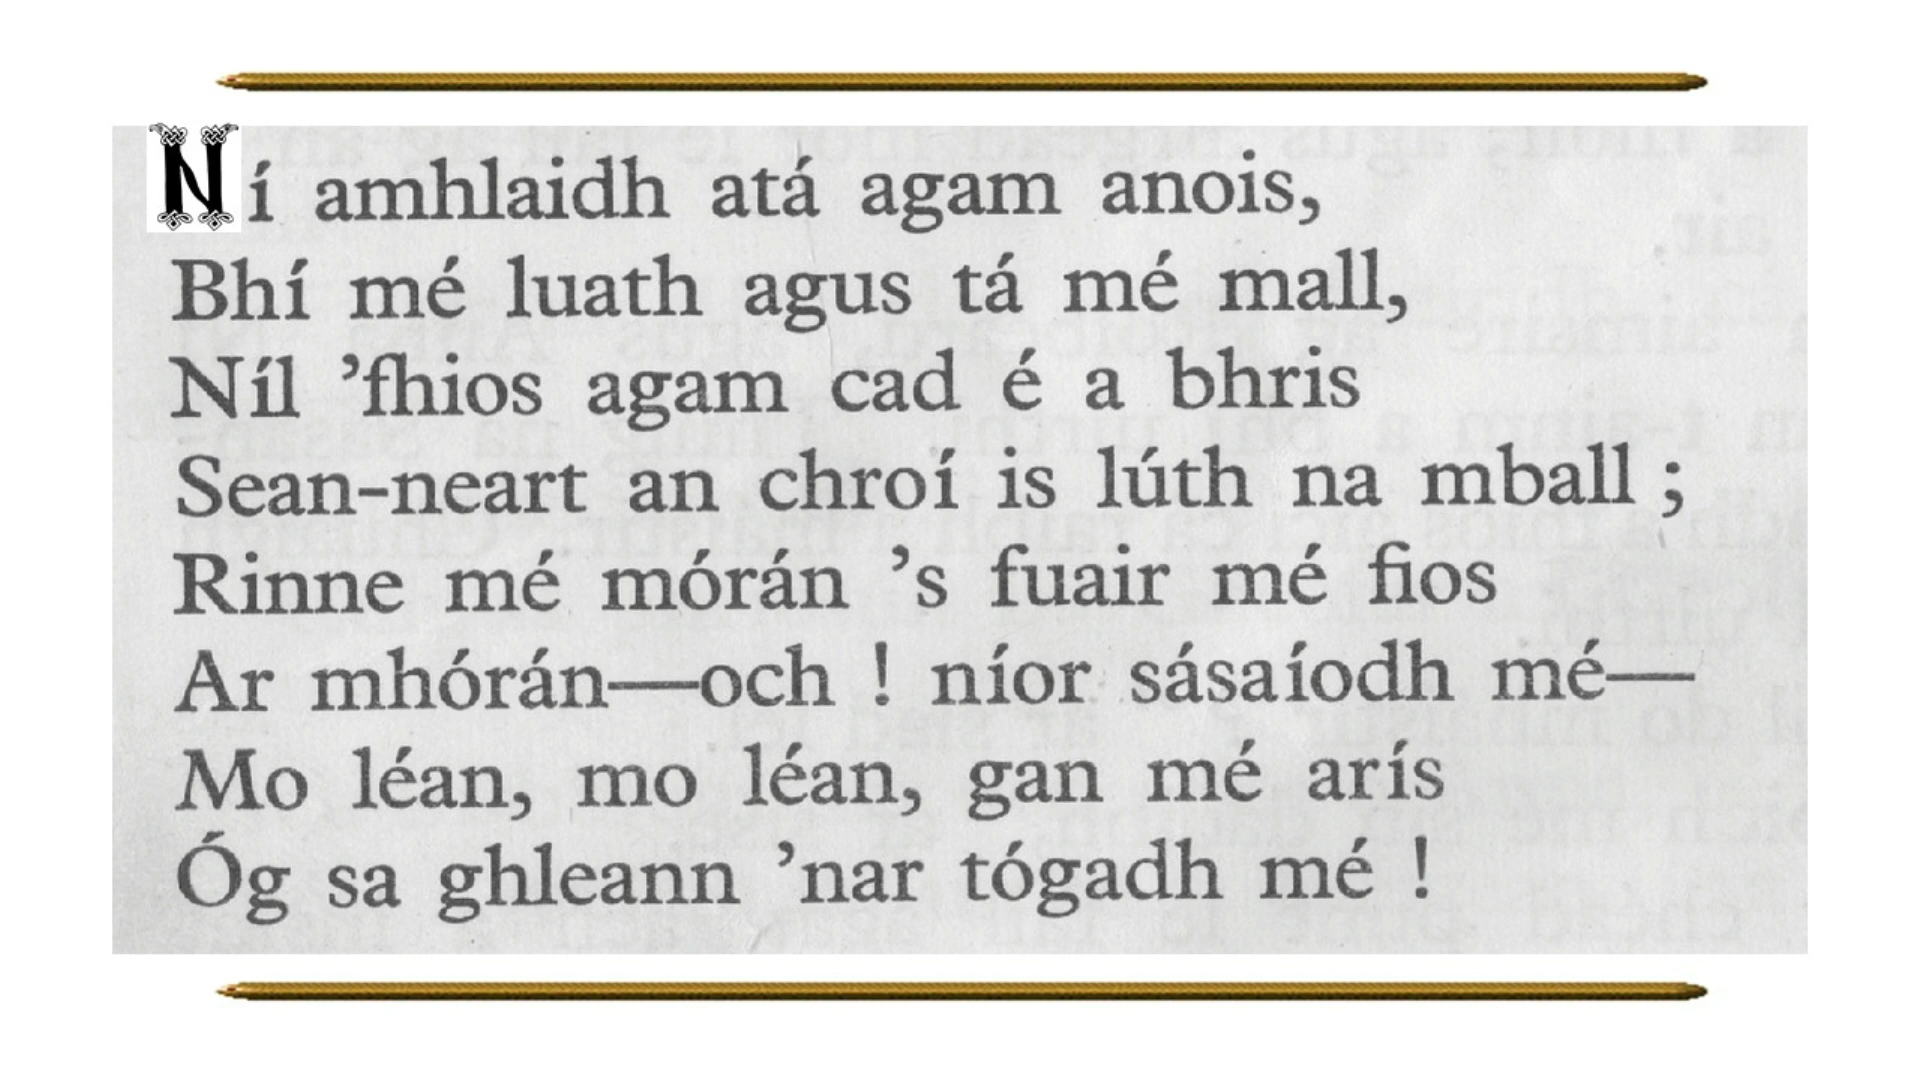 Ní amhlaidh atá agam anois,
Bhí mé luath agus tá mé mall,
Níl ’fhios agam cad é a bhris
Sean-neart an chroí is lúth na mball ;
Rinne mé mórán ’s fuair mé fios
Ar mhórán—och ! níor sásaíodh mé—
Mo léan, mo léan, gan mé arís
Óg sa ghleann ’nar tógadh mé !